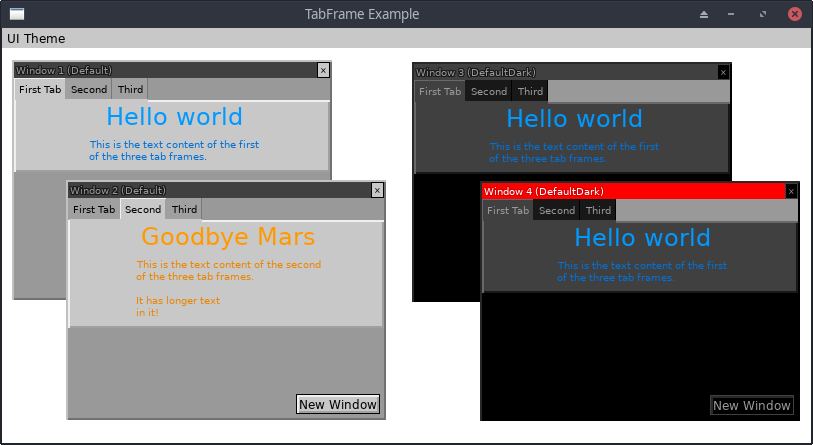 TabFrame Example
UI Theme
Window 1 (Default)
First Tab Second Third
Hello world
This is the text content of the first
of the three tab frames.
Window 2 (Default)
First Tab Second Third
Goodbye Mars
This is the text content of the second
of the three tab frames.
It has longer text
in it!
New Window
Window 3 (DefaultDark)
First Tab Second Third
Hello world
This is the text content of the first
of the three tab frames.
Window 4 (DefaultDark)
First Tab Second Third
Hello world
This is the text content of the first
of the three tab frames.
New Window